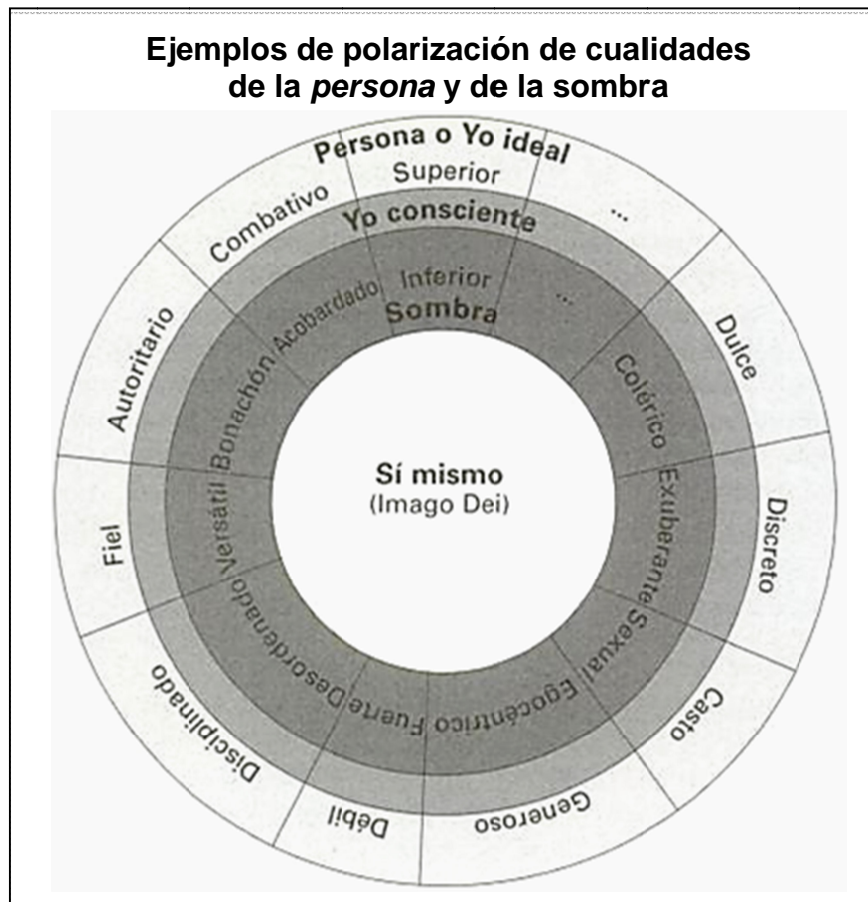 Ejemplos de polarización de cualidades
de la persona y de la sombra
Persona o Yo ideal
Superior
...
Dulce
Discreto
Casto
Generoso
Débil
Disciplinado
Fiel
Autoritario
Combativo
Yo consciente
Inferior
Sombra
...
Colérico
Exuberante
Sexual
Egocéntrico
Fuerte
Desordenado
Versátil
Bonachón
Acobardado
Sí mismo
(Imago Dei)